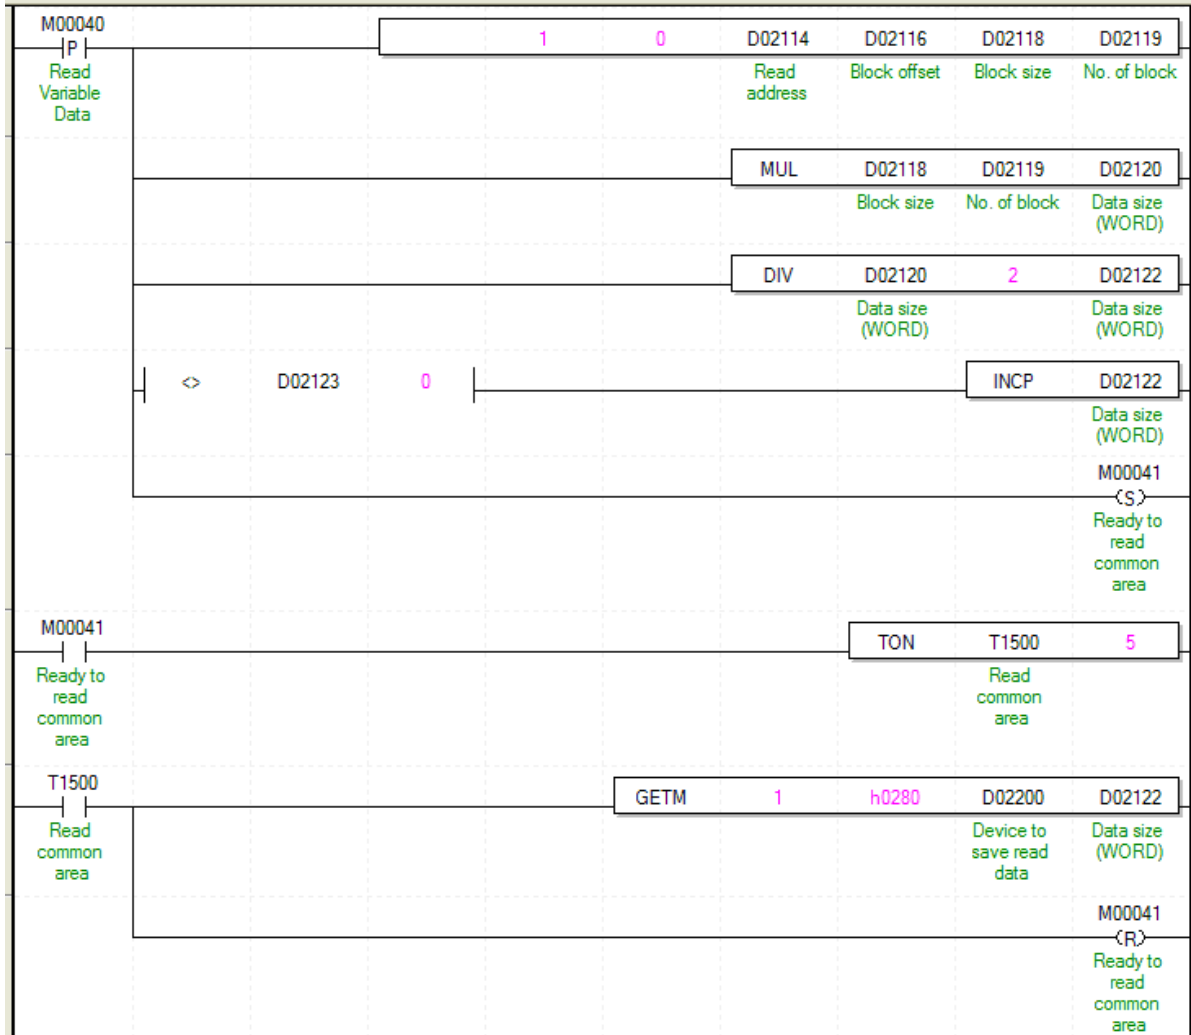 M00040
P
1 0 D02114 D02116 D02118 D02119
Read
Variable
Data
Read
address
Block offset
Block size
No. of block
MUL D02118 D02119 D02120
Block size
No. of block
Data size
(WORD)
DIV D02120 2 D02122
Data size
(WORD)
Data size
(WORD)
<> D02123 0
INCP D02122
Data size
(WORD)
M00041
(S)
Ready to
read
common
area
M00041
TON T1500 5
Ready to
read
common
area
Read
common
area
T1500
GETM 1 h0280 D02200 D02122
Read
common
area
Device to
save read
data
Data size
(WORD)
M00041
(R)
Ready to
read
common
area